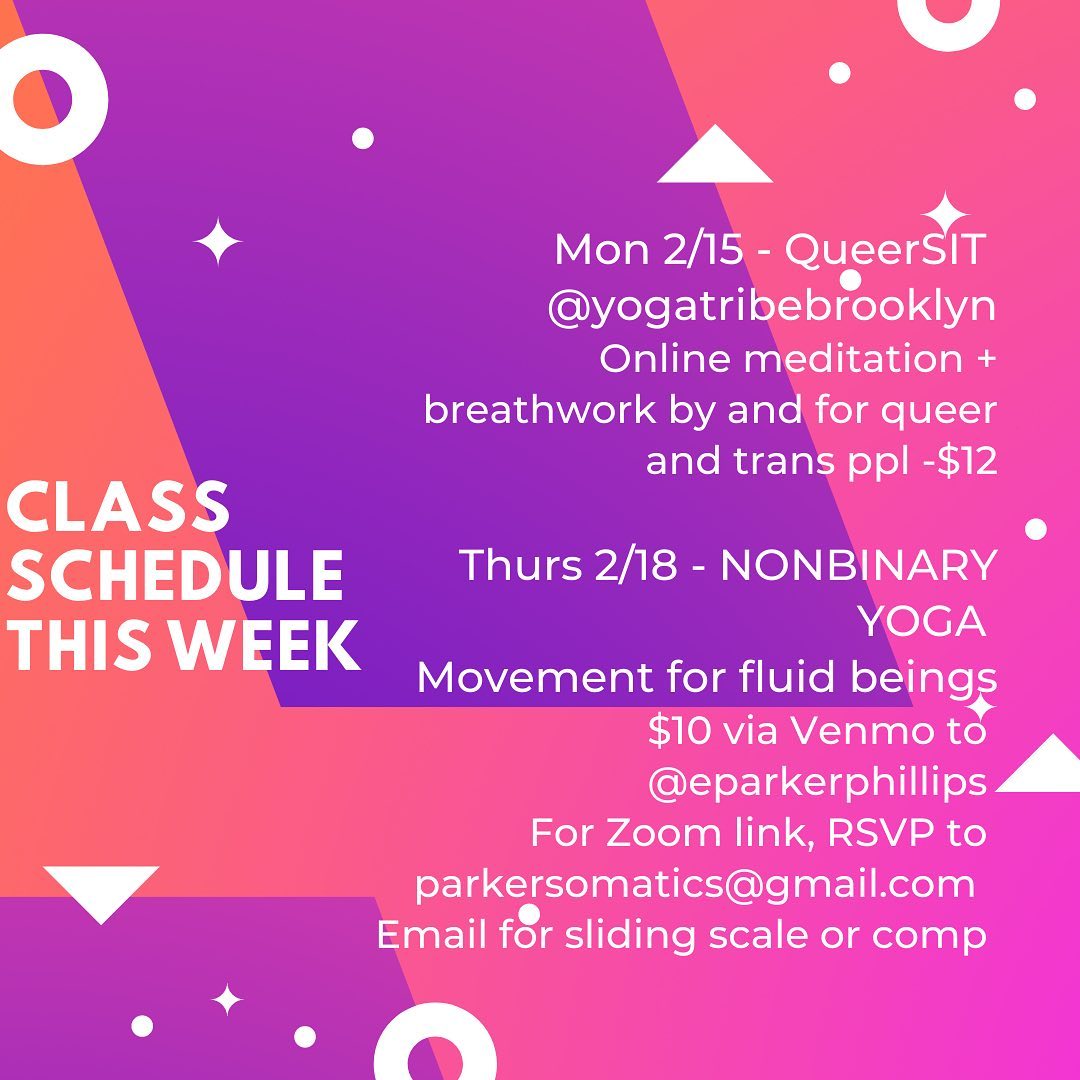 CLASS
SCHEDULE
THIS WEEK
Mon 2/15 - QueerSIT
@yogatribebrooklyn
Online meditation +
breathwork by and for queer
and trans ppl -$12
Thurs 2/18 - NONBINARY
YOGA
Movement for fluid beings
$10 via Venmo to
@eparkerphillips
For Zoom link, RSVP to
parkersomatics@gmail.com
Email for sliding scale or comp